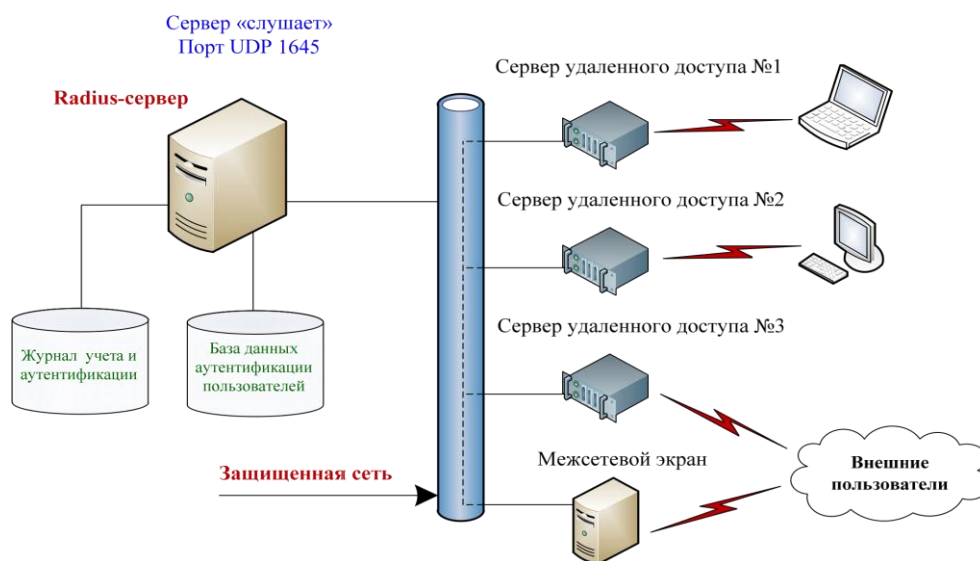 Сервер «слушает»
Порт UDP 1645
Radius-сервер
Журнал учета и
аутентификации
База данных
аутентификации
пользователей
Защищенная сеть
Сервер удаленного доступа №1
Сервер удаленного доступа №2
Сервер удаленного доступа №3
Межсетевой экран
Внешние
пользователи